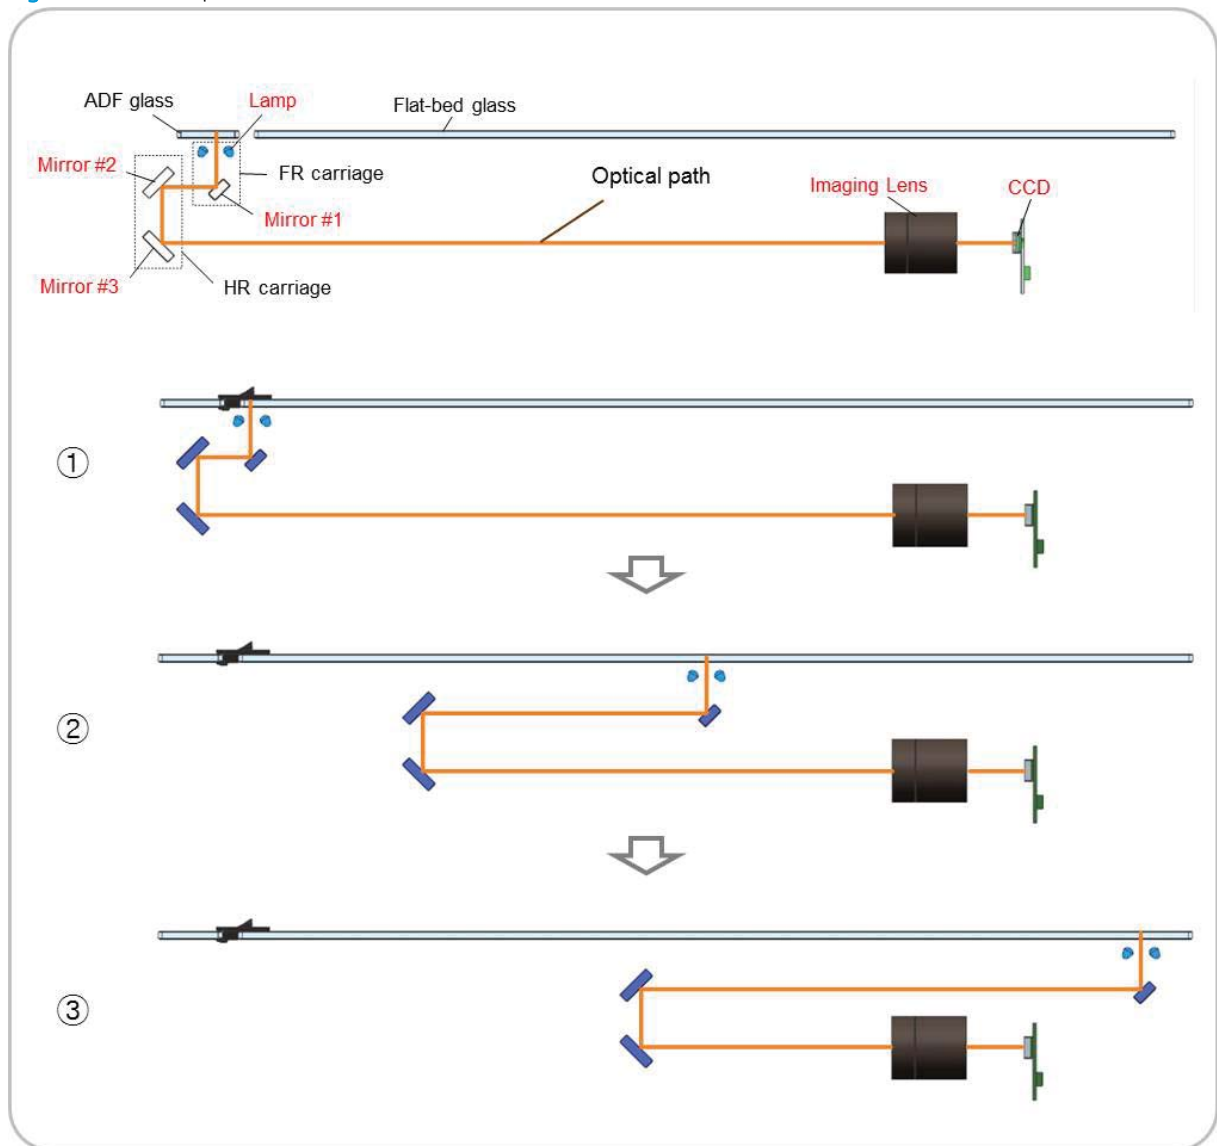 ADF glass
Lamp
Flat-bed glass
Mirror #2
FR carriage
Optical path
Imaging Lens
CCD
Mirror #1
Mirror #3
HR carriage
①
②
③